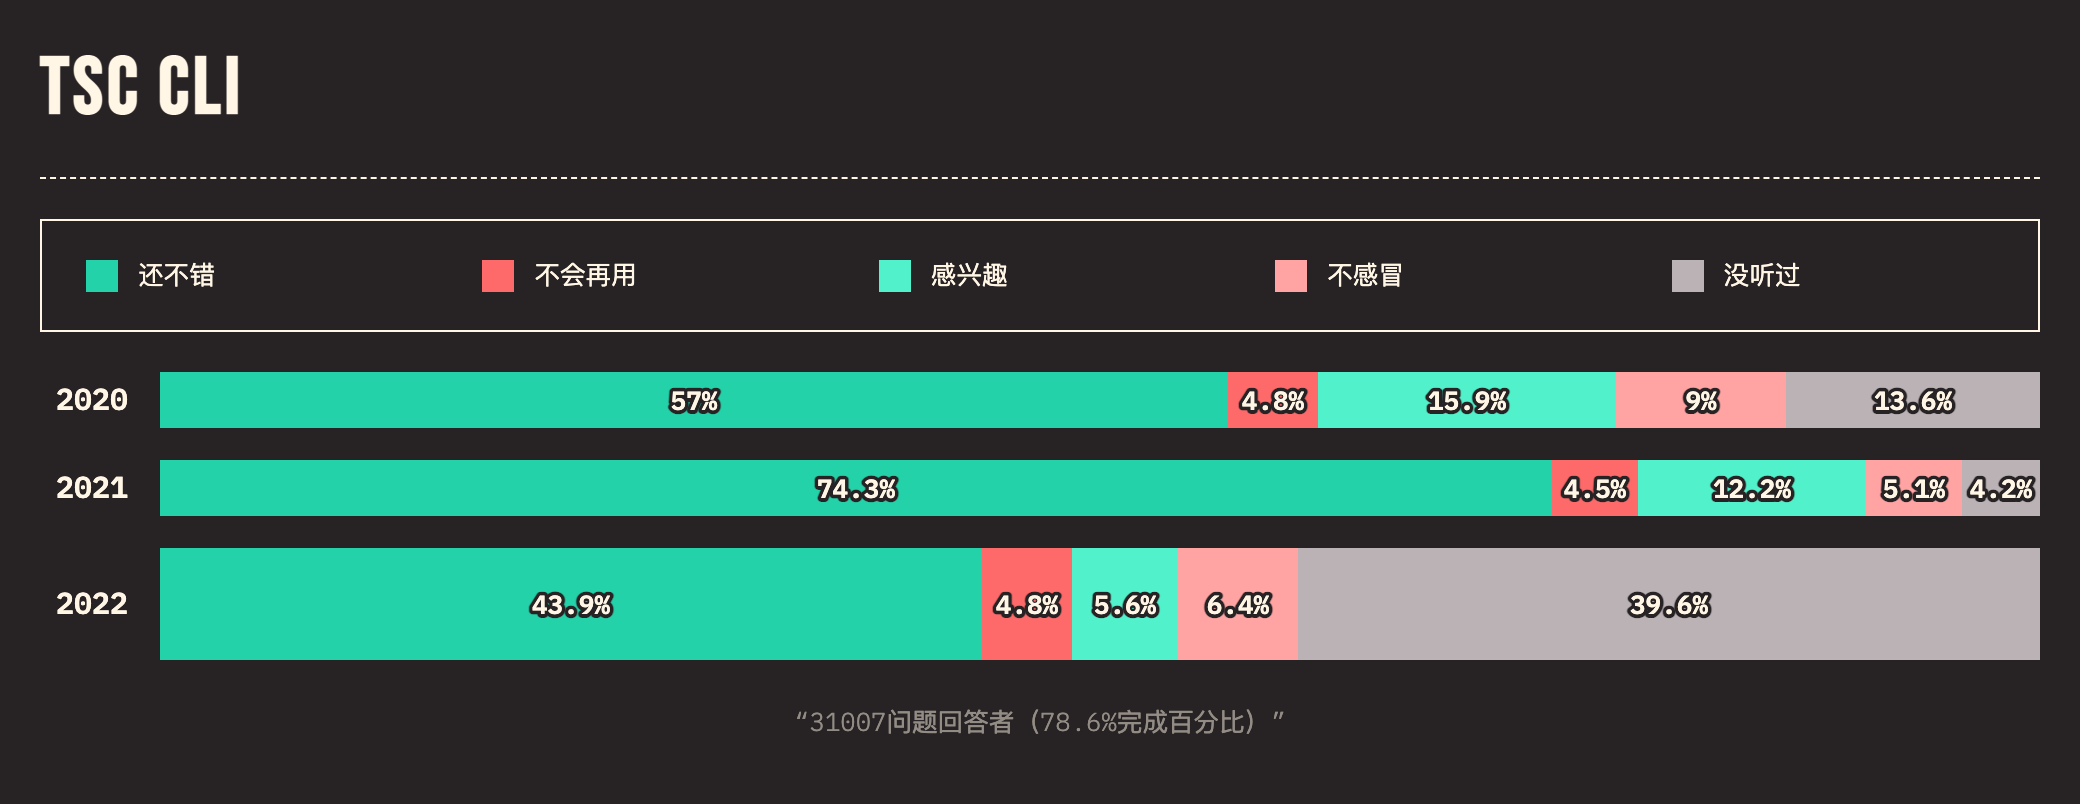 TSC CLI
还不错 不会再用 感兴趣 不感冒 没听过
2020 57% 4.8% 15.9% 9% 13.6%
2021 74.3% 4.5% 12.2% 5.1% 4.2%
2022 43.9% 4.8% 5.6% 6.4% 39.6%
“31007问题回答者（78.6%完成百分比）”